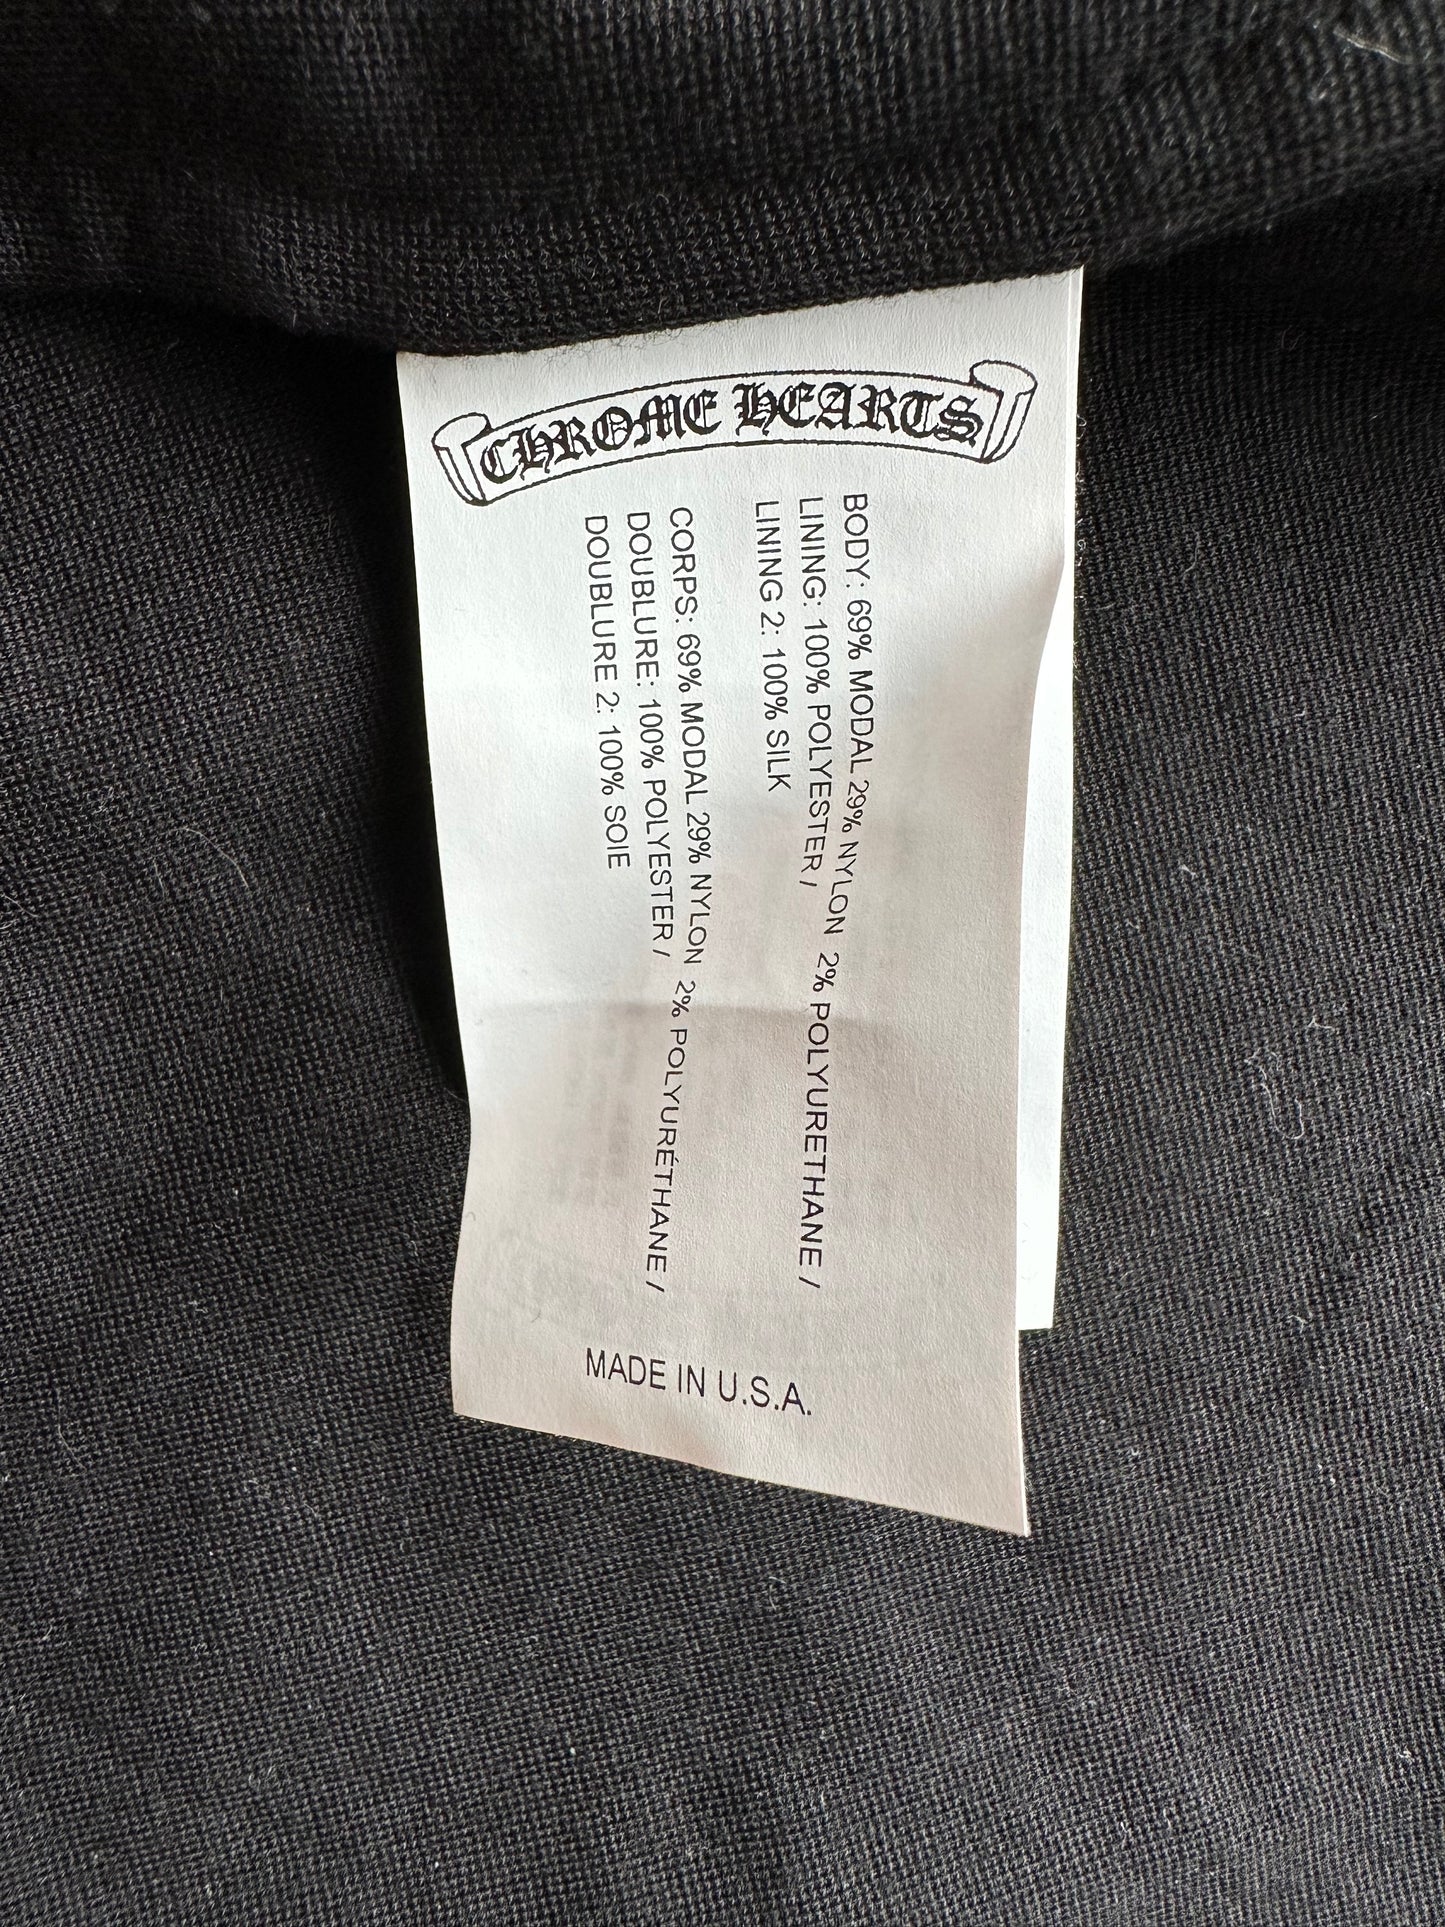 CHROME HEARTS
BODY: 69% MODAL 29% NYLON 2% POLYURETHANE /
LINING: 100% POLYESTER /
LINING 2: 100% SILK
CORPS: 69% MODAL 29% NYLON 2% POLYURÉTHANE /
DOUBLURE: 100% POLYESTER /
DOUBLURE 2: 100% SOIE
MADE IN U.S.A.